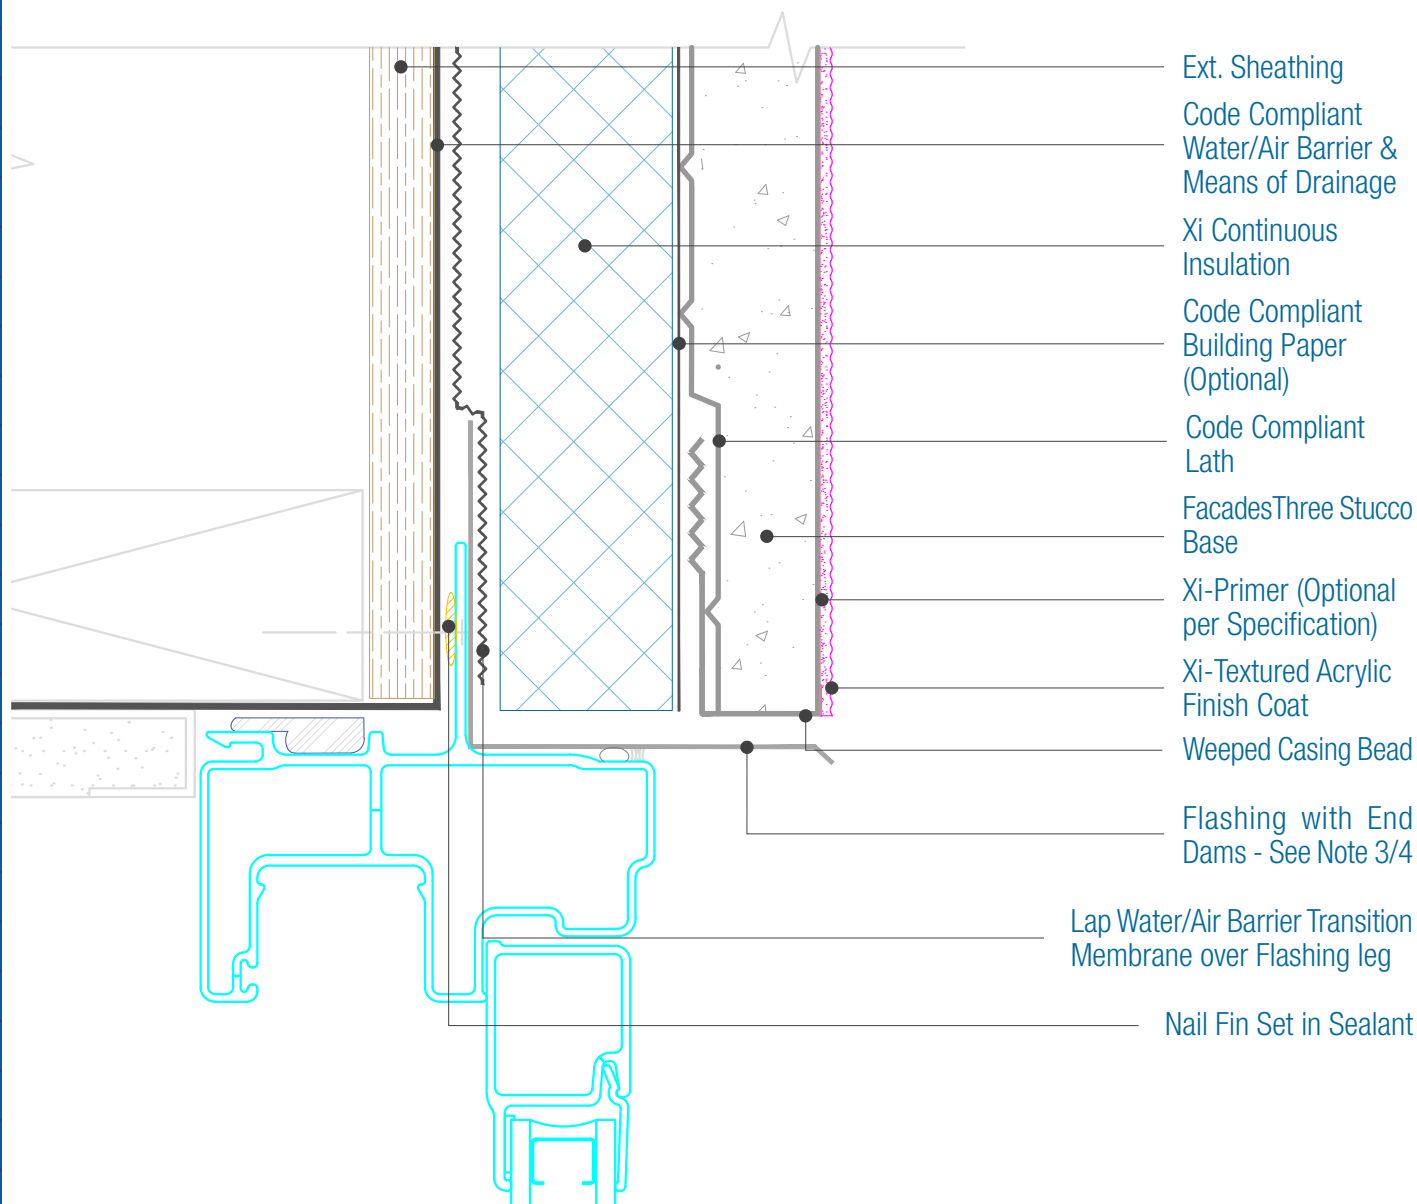 Ext. Sheathing
Code Compliant
Water/Air Barrier &
Means of Drainage
Xi Continuous
Insulation
Code Compliant
Building Paper
(Optional)
Code Compliant
Lath
FacadesThree Stucco
Base
Xi-Primer (Optional
per Specification)
Xi-Textured Acrylic
Finish Coat
Weeped Casing Bead
Flashing with End
Dams - See Note 3/4
Lap Water/Air Barrier Transition
Membrane over Flashing leg
Nail Fin Set in Sealant